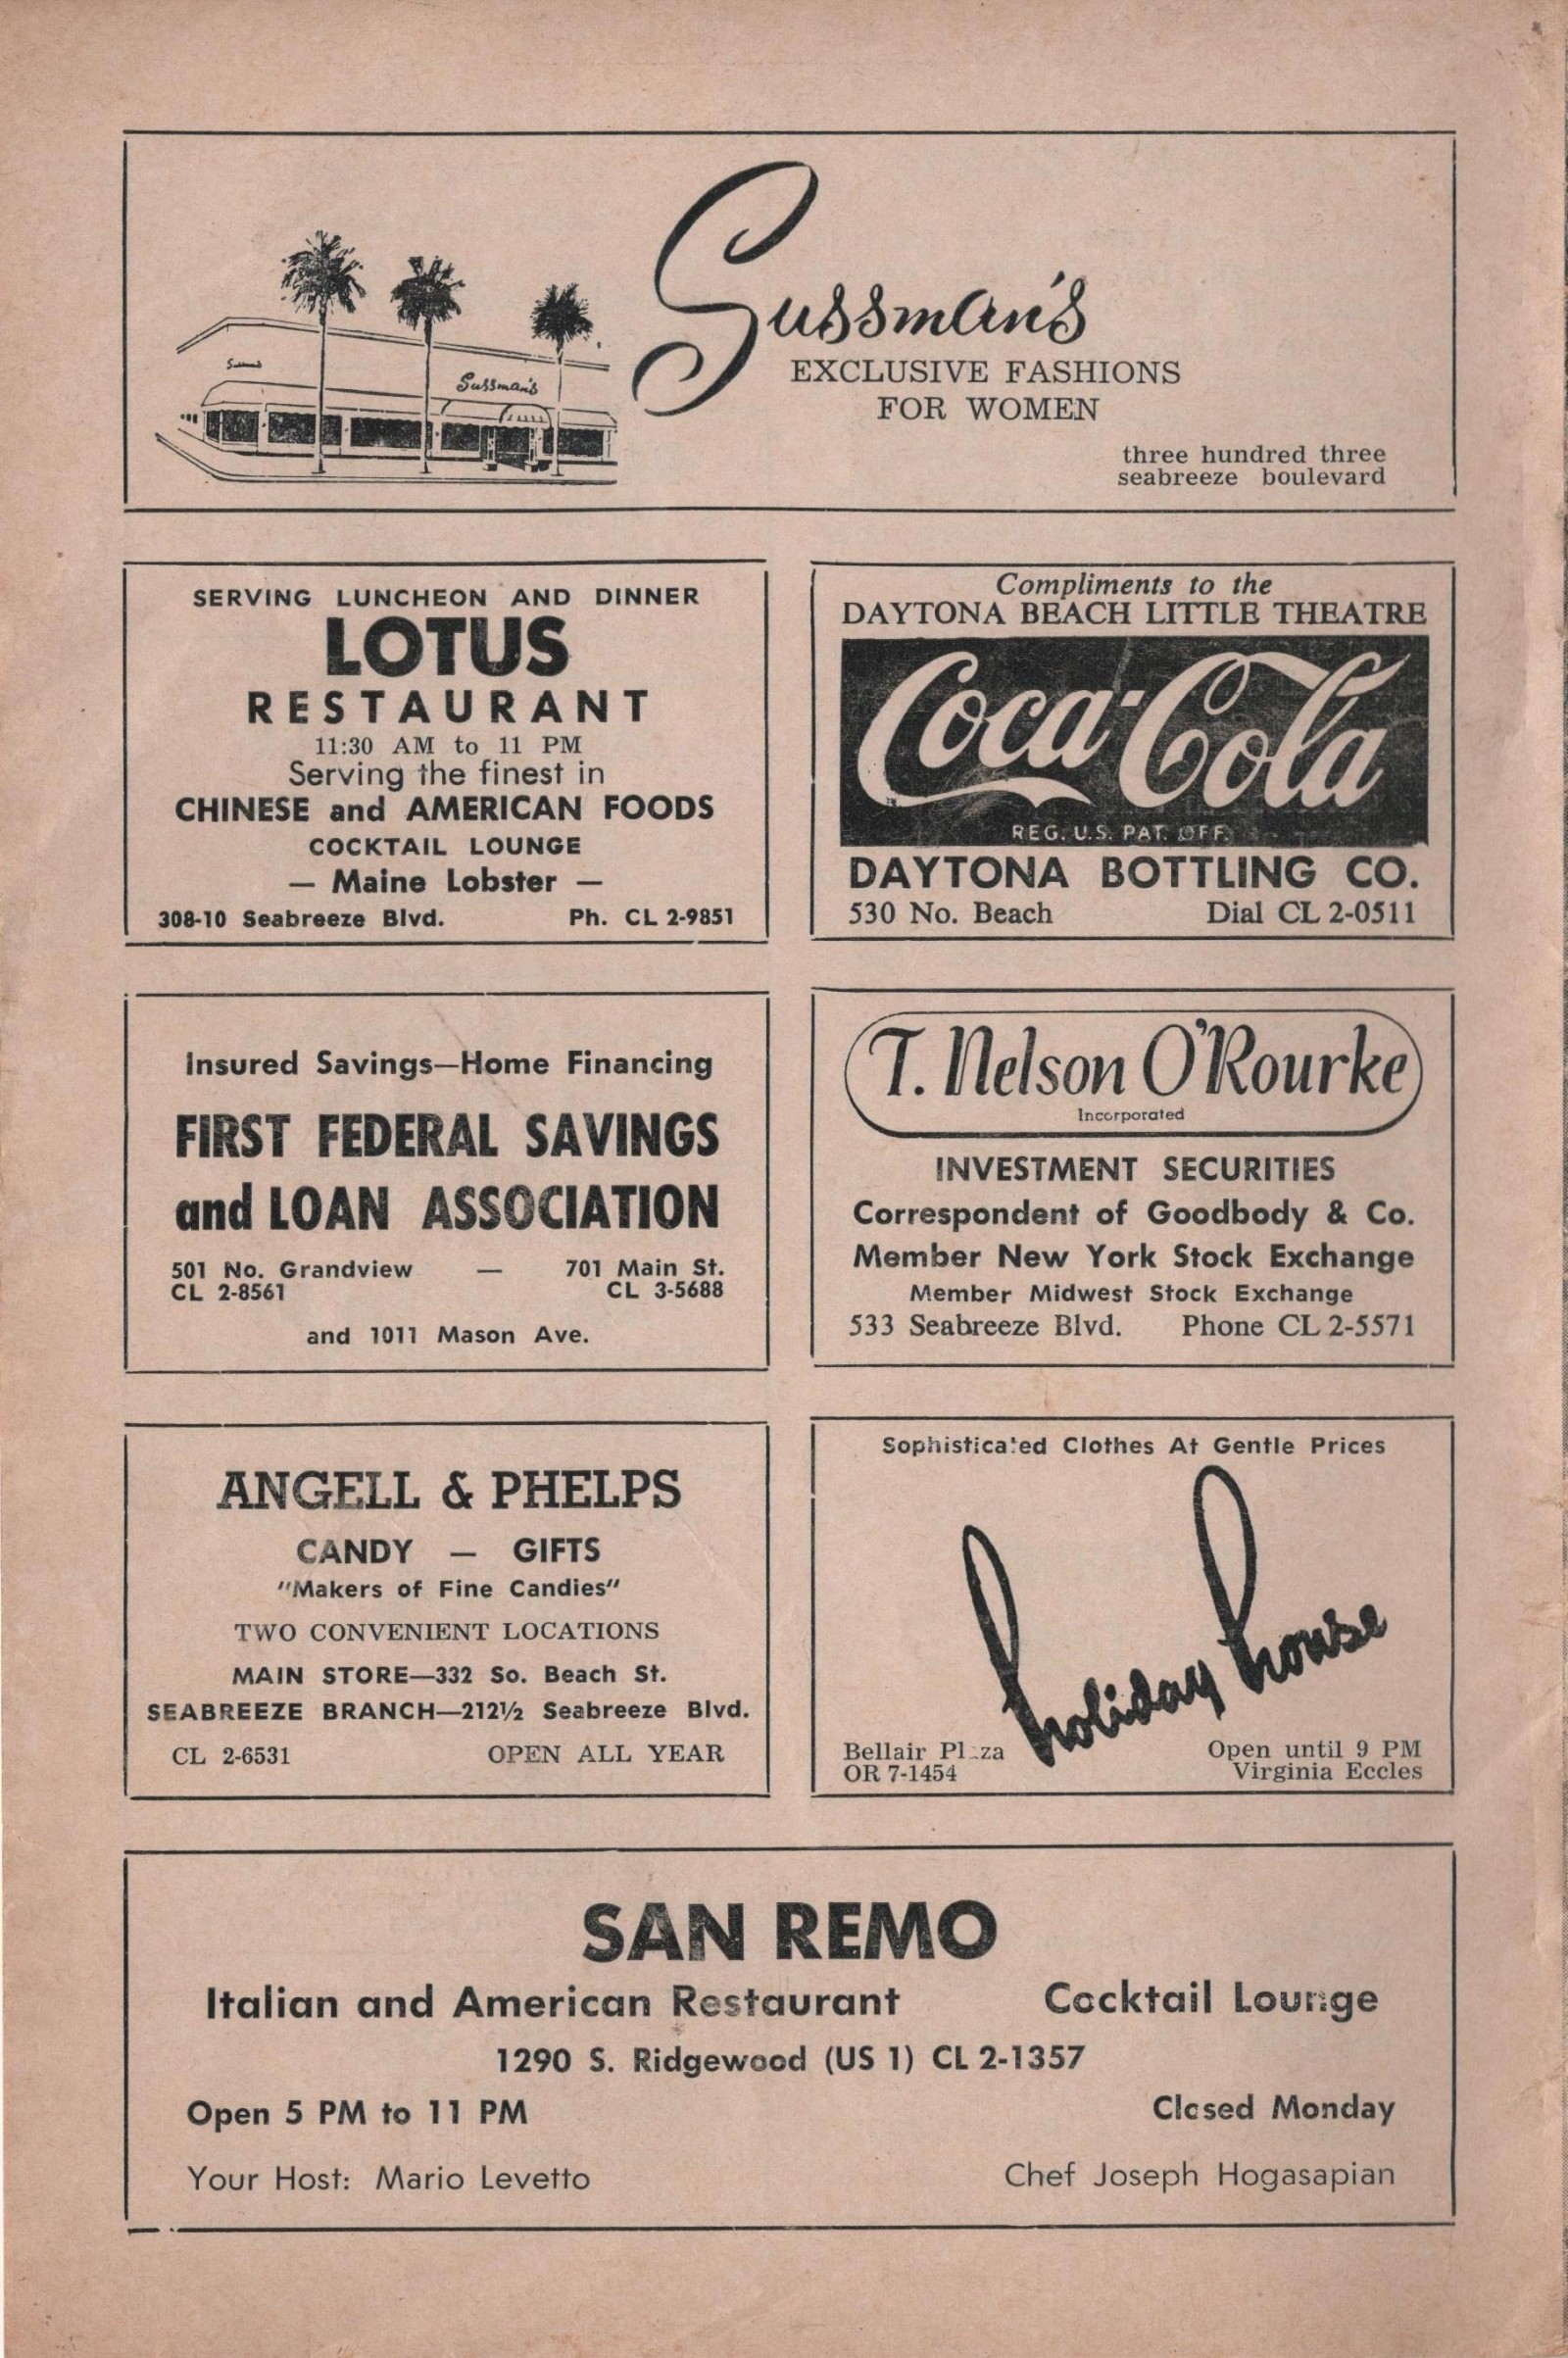 Sussman's
Sussman's
EXCLUSIVE FASHIONS
FOR WOMEN
three hundred three
seabreeze boulevard
SERVING LUNCHEON AND DINNER
LOTUS
RESTAURANT
11:30 AM to 11 PM
Serving the finest in
CHINESE and AMERICAN FOODS
COCKTAIL LOUNGE
— Maine Lobster —
308-10 Seabreeze Blvd. Ph. CL 2-9851
Compliments to the
DAYTONA BEACH LITTLE THEATRE
Coca-Cola
REG. U.S. PAT. OFF.
DAYTONA BOTTLING CO.
530 No. Beach Dial CL 2-0511
Insured Savings—Home Financing
FIRST FEDERAL SAVINGS
and LOAN ASSOCIATION
501 No. Grandview — 701 Main St.
CL 2-8561 CL 3-5688
and 1011 Mason Ave.
T. Nelson O'Rourke
Incorporated
INVESTMENT SECURITIES
Correspondent of Goodbody & Co.
Member New York Stock Exchange
Member Midwest Stock Exchange
533 Seabreeze Blvd. Phone CL 2-5571
ANGELL & PHELPS
CANDY — GIFTS
"Makers of Fine Candies"
TWO CONVENIENT LOCATIONS
MAIN STORE—332 So. Beach St.
SEABREEZE BRANCH—212½ Seabreeze Blvd.
CL 2-6531 OPEN ALL YEAR
Sophisticated Clothes At Gentle Prices
holiday house
Bellair Plaza Open until 9 PM
OR 7-1454 Virginia Eccles
SAN REMO
Italian and American Restaurant Cocktail Lounge
1290 S. Ridgewood (US 1) CL 2-1357
Open 5 PM to 11 PM Closed Monday
Your Host: Mario Levetto Chef Joseph Hogasapian